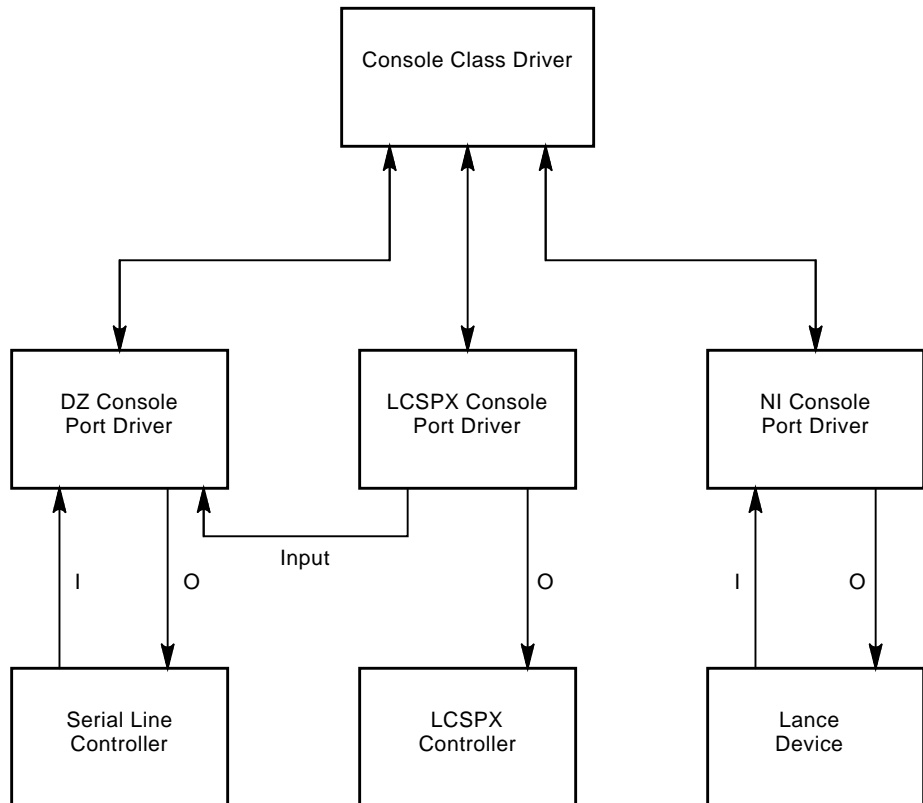 Console Class Driver
DZ Console
Port Driver
LCSPX Console
Port Driver
NI Console
Port Driver
Input
I
O
O
I
O
Serial Line
Controller
LCSPX
Controller
Lance
Device